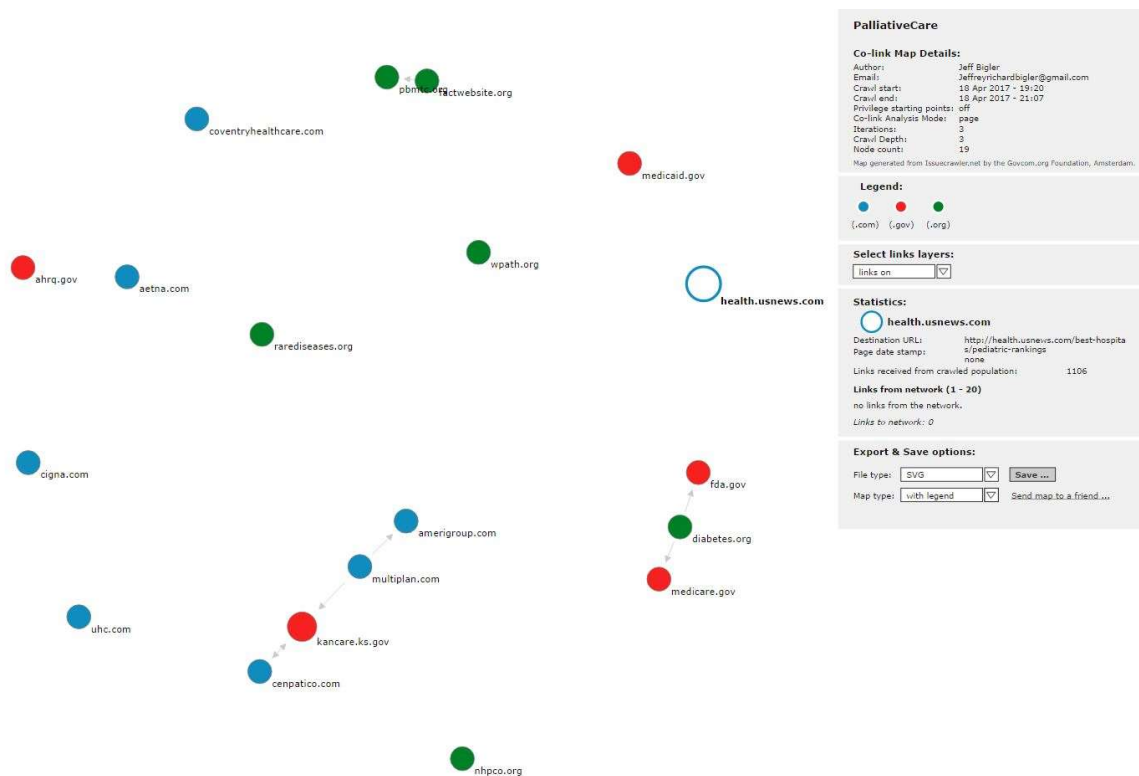 pbmtc.org
factwebsite.org
coventryhealthcare.com
medicaid.gov
wpath.org
ahrq.gov
aetna.com
health.usnews.com
rarediseases.org
cigna.com
fda.gov
amerigroup.com
diabetes.org
multiplan.com
medicare.gov
uhc.com
kancare.ks.gov
cenpatico.com
nhpco.org
PalliativeCare
Co-link Map Details:
Author: Jeff Bigler
Email: Jeffreyrichardbigler@gmail.com
Crawl start: 18 Apr 2017 - 19:20
Crawl end: 18 Apr 2017 - 21:07
Privilege starting points: off
Co-link Analysis Mode: page
Iterations: 3
Crawl Depth: 3
Node count: 19
Map generated from Issuecrawler.net by the Govcom.org Foundation, Amsterdam.
Legend:
(.com) (.gov) (.org)
Select links layers:
links on
Statistics:
health.usnews.com
Destination URL: http://health.usnews.com/best-hospita
s/pediatric-rankings
Page date stamp: none
Links received from crawled population: 1106
Links from network (1 - 20)
no links from the network.
Links to network: 0
Export & Save options:
File type: SVG Save ...
Map type: with legend Send map to a friend ...